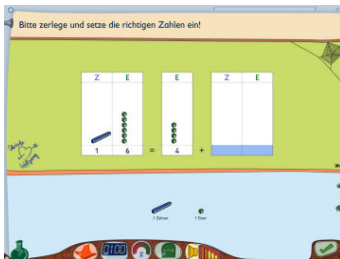 Bitte zerlege und setze die richtigen Zahlen ein!
Z E E Z E
1 6 = 4 +
1 Zehner 1 Einer